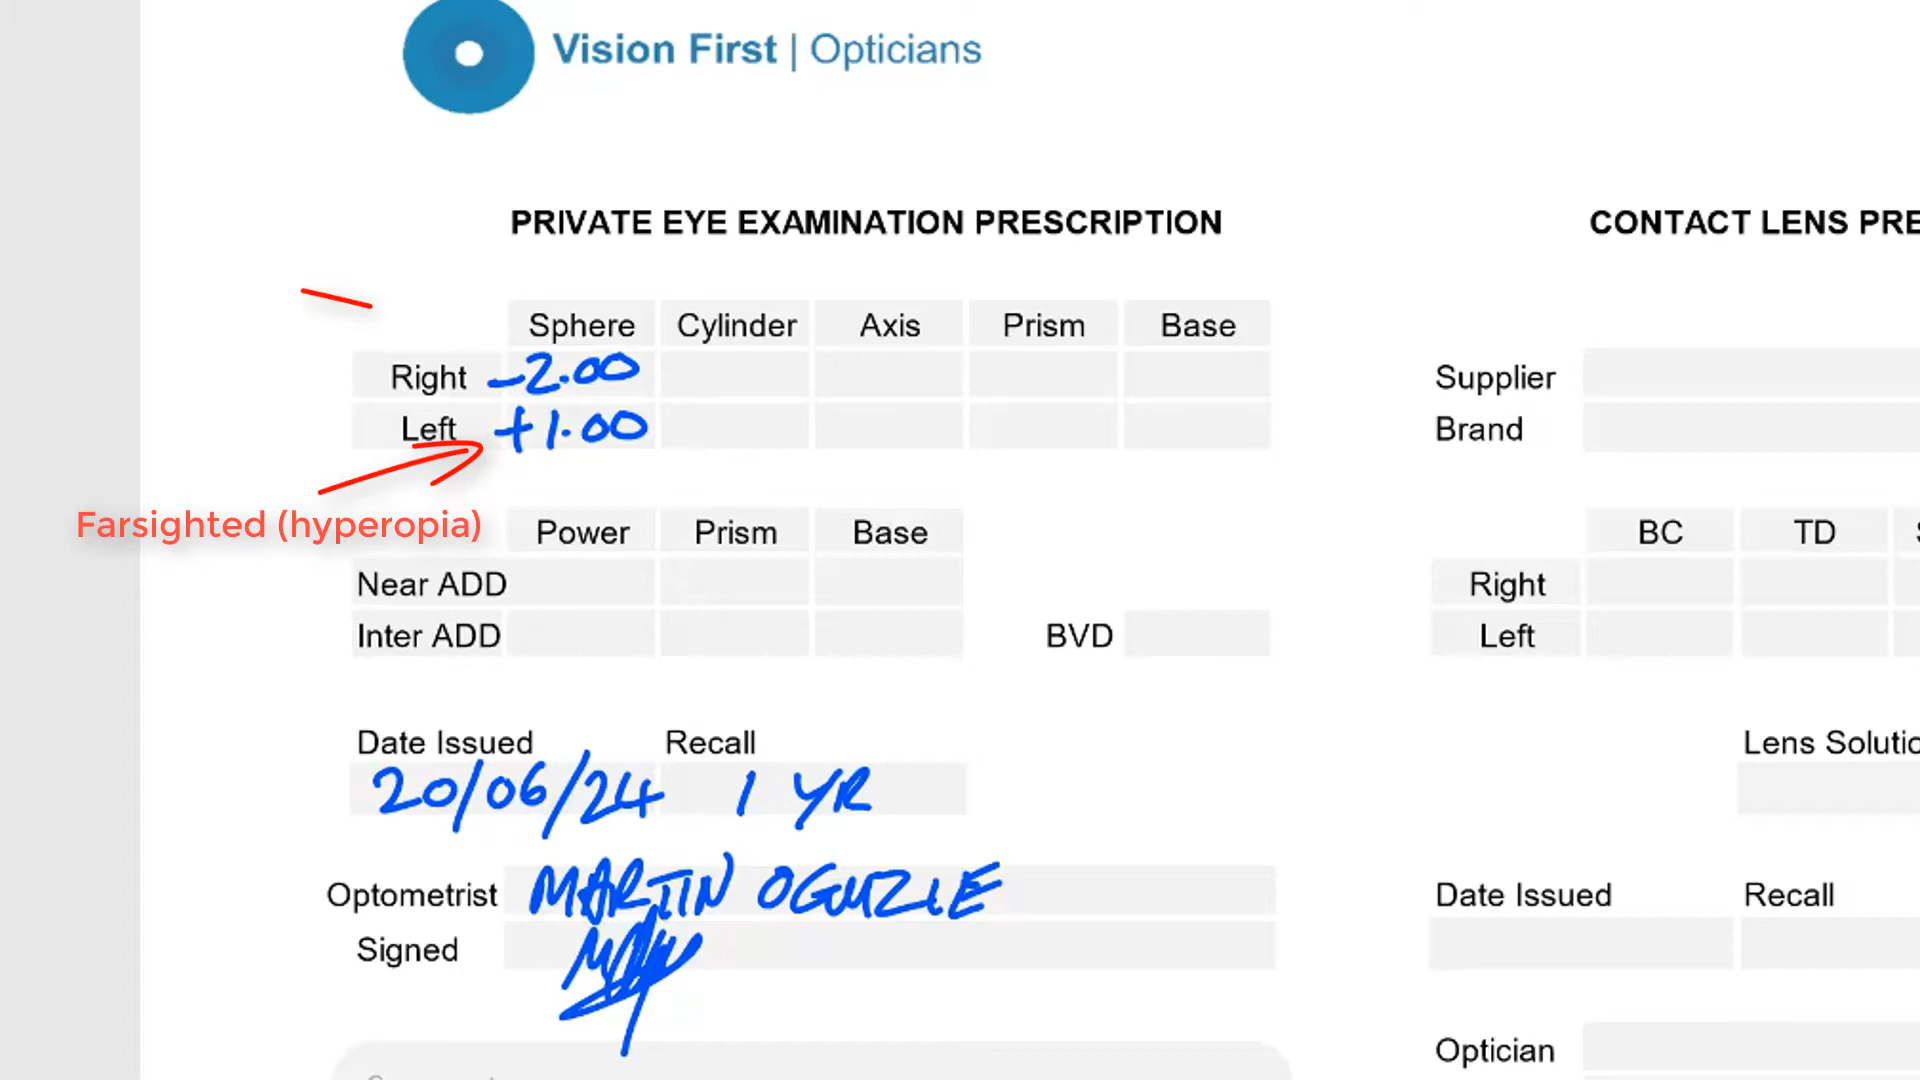 Vision First | Opticians
PRIVATE EYE EXAMINATION PRESCRIPTION
Sphere Cylinder Axis Prism Base
Right -2.00
Left +1.00
Farsighted (hyperopia)
Power Prism Base
Near ADD
Inter ADD
BVD
Date Issued Recall
20/06/24 1 YR
Optometrist MARTIN OGUZIE
Signed
CONTACT LENS PRE
Supplier
Brand
BC TD
Right
Left
Lens Solutio
Date Issued Recall
Optician